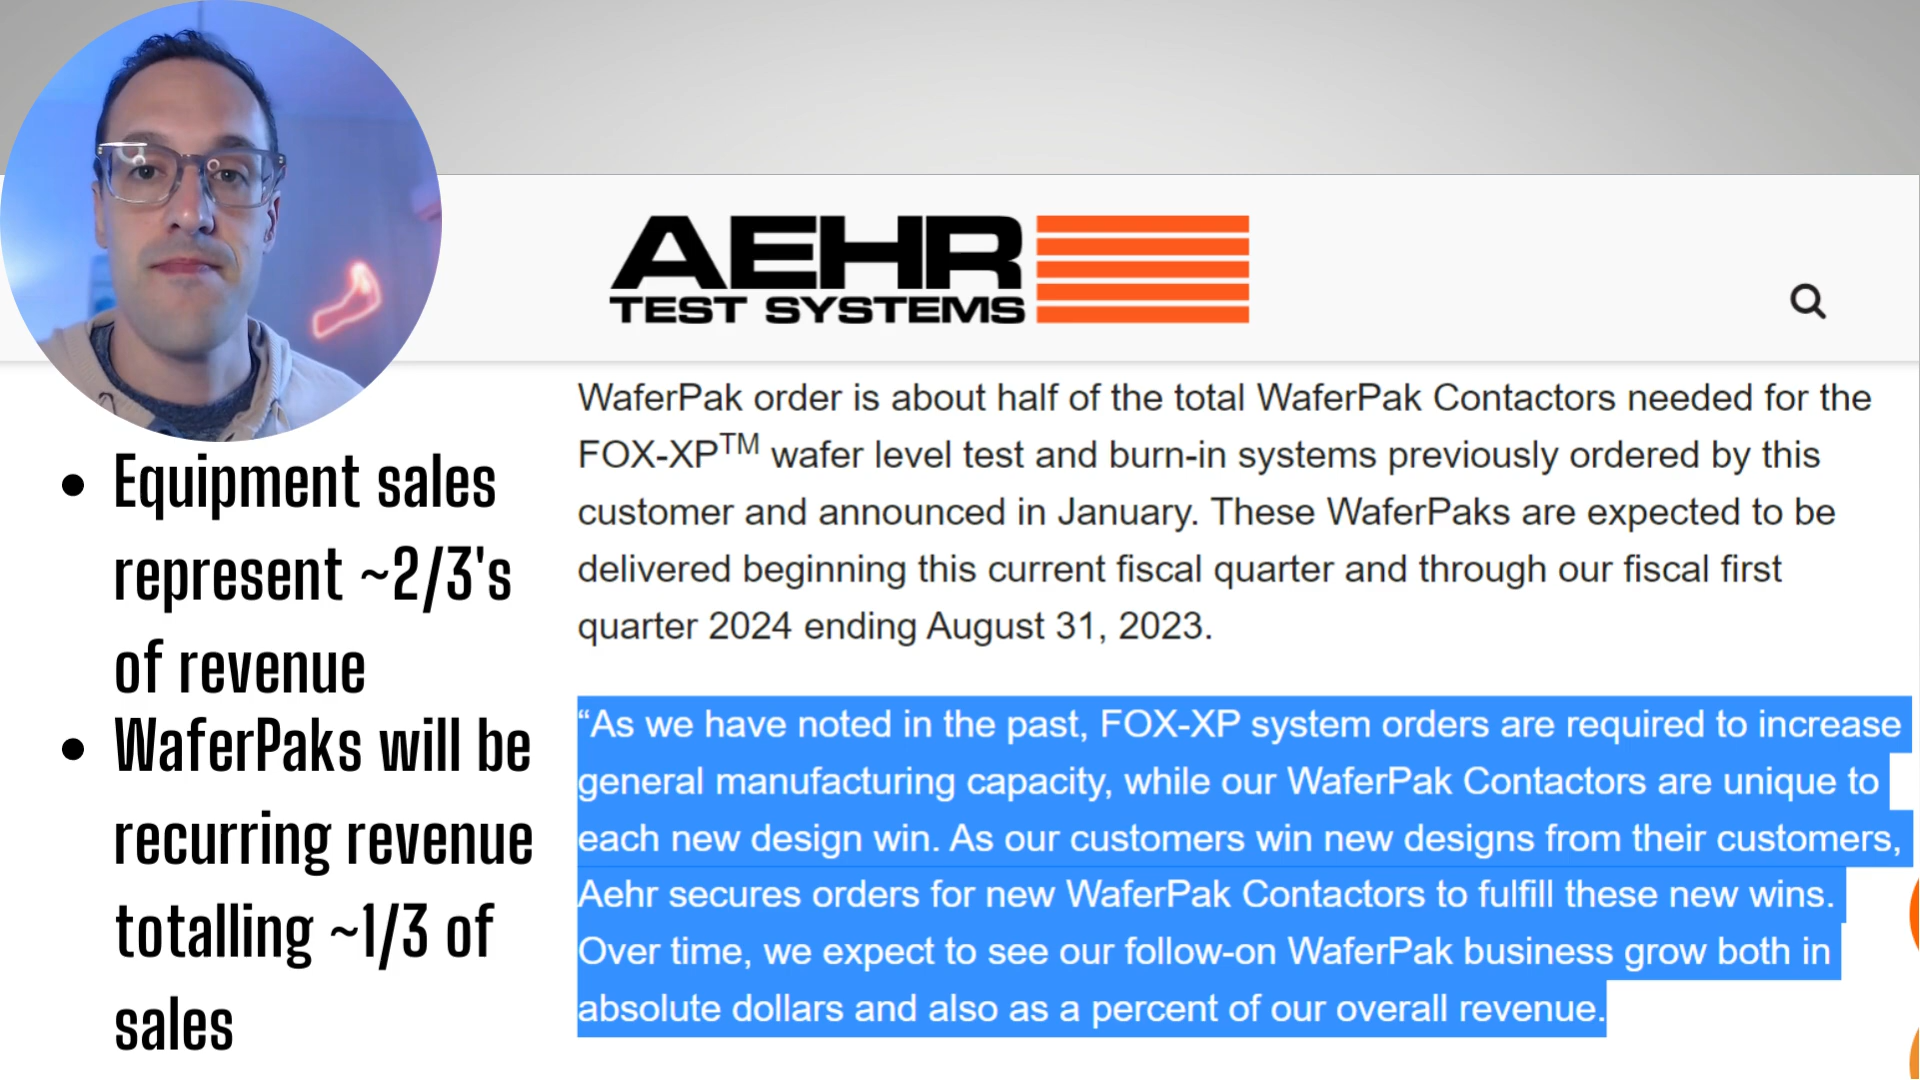 AEHR
TEST SYSTEMS
• Equipment sales
represent ~2/3's
of revenue
• WaferPaks will be
recurring revenue
totalling ~1/3 of
sales
WaferPak order is about half of the total WaferPak Contactors needed for the
FOX-XP™ wafer level test and burn-in systems previously ordered by this
customer and announced in January. These WaferPaks are expected to be
delivered beginning this current fiscal quarter and through our fiscal first
quarter 2024 ending August 31, 2023.
“As we have noted in the past, FOX-XP system orders are required to increase
general manufacturing capacity, while our WaferPak Contactors are unique to
each new design win. As our customers win new designs from their customers,
Aehr secures orders for new WaferPak Contactors to fulfill these new wins.
Over time, we expect to see our follow-on WaferPak business grow both in
absolute dollars and also as a percent of our overall revenue.